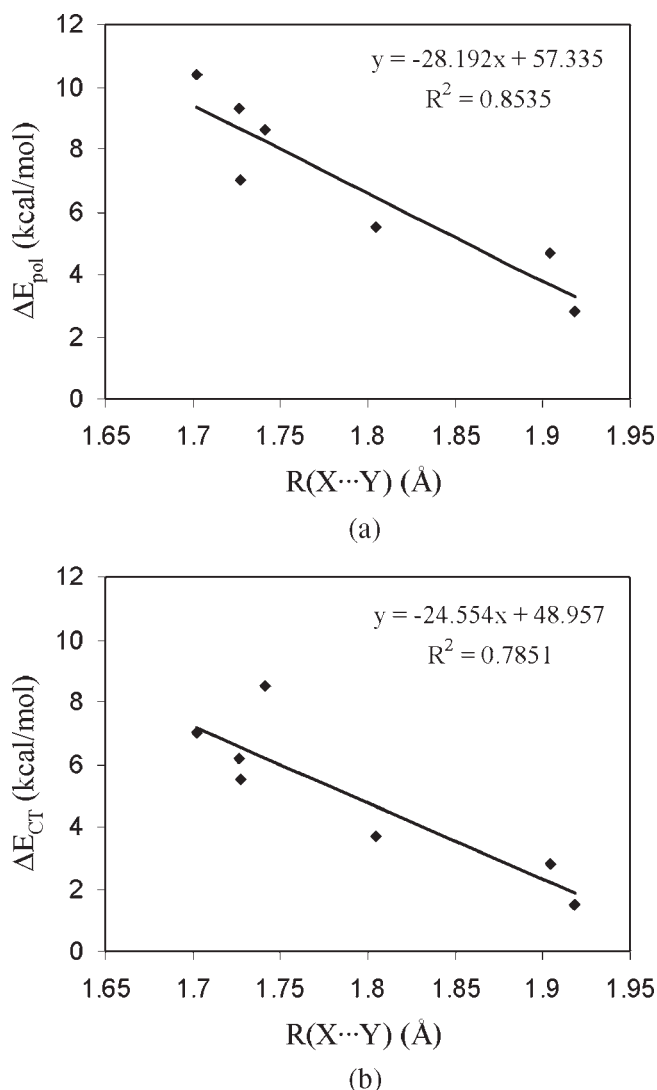 12
10
8
6
4
2
0
ΔE_pol (kcal/mol)
y = -28.192x + 57.335
R² = 0.8535
1.65 1.7 1.75 1.8 1.85 1.9 1.95
R(X···Y) (Å)
(a)
12
10
8
6
4
2
0
ΔE_CT (kcal/mol)
y = -24.554x + 48.957
R² = 0.7851
1.65 1.7 1.75 1.8 1.85 1.9 1.95
R(X···Y) (Å)
(b)